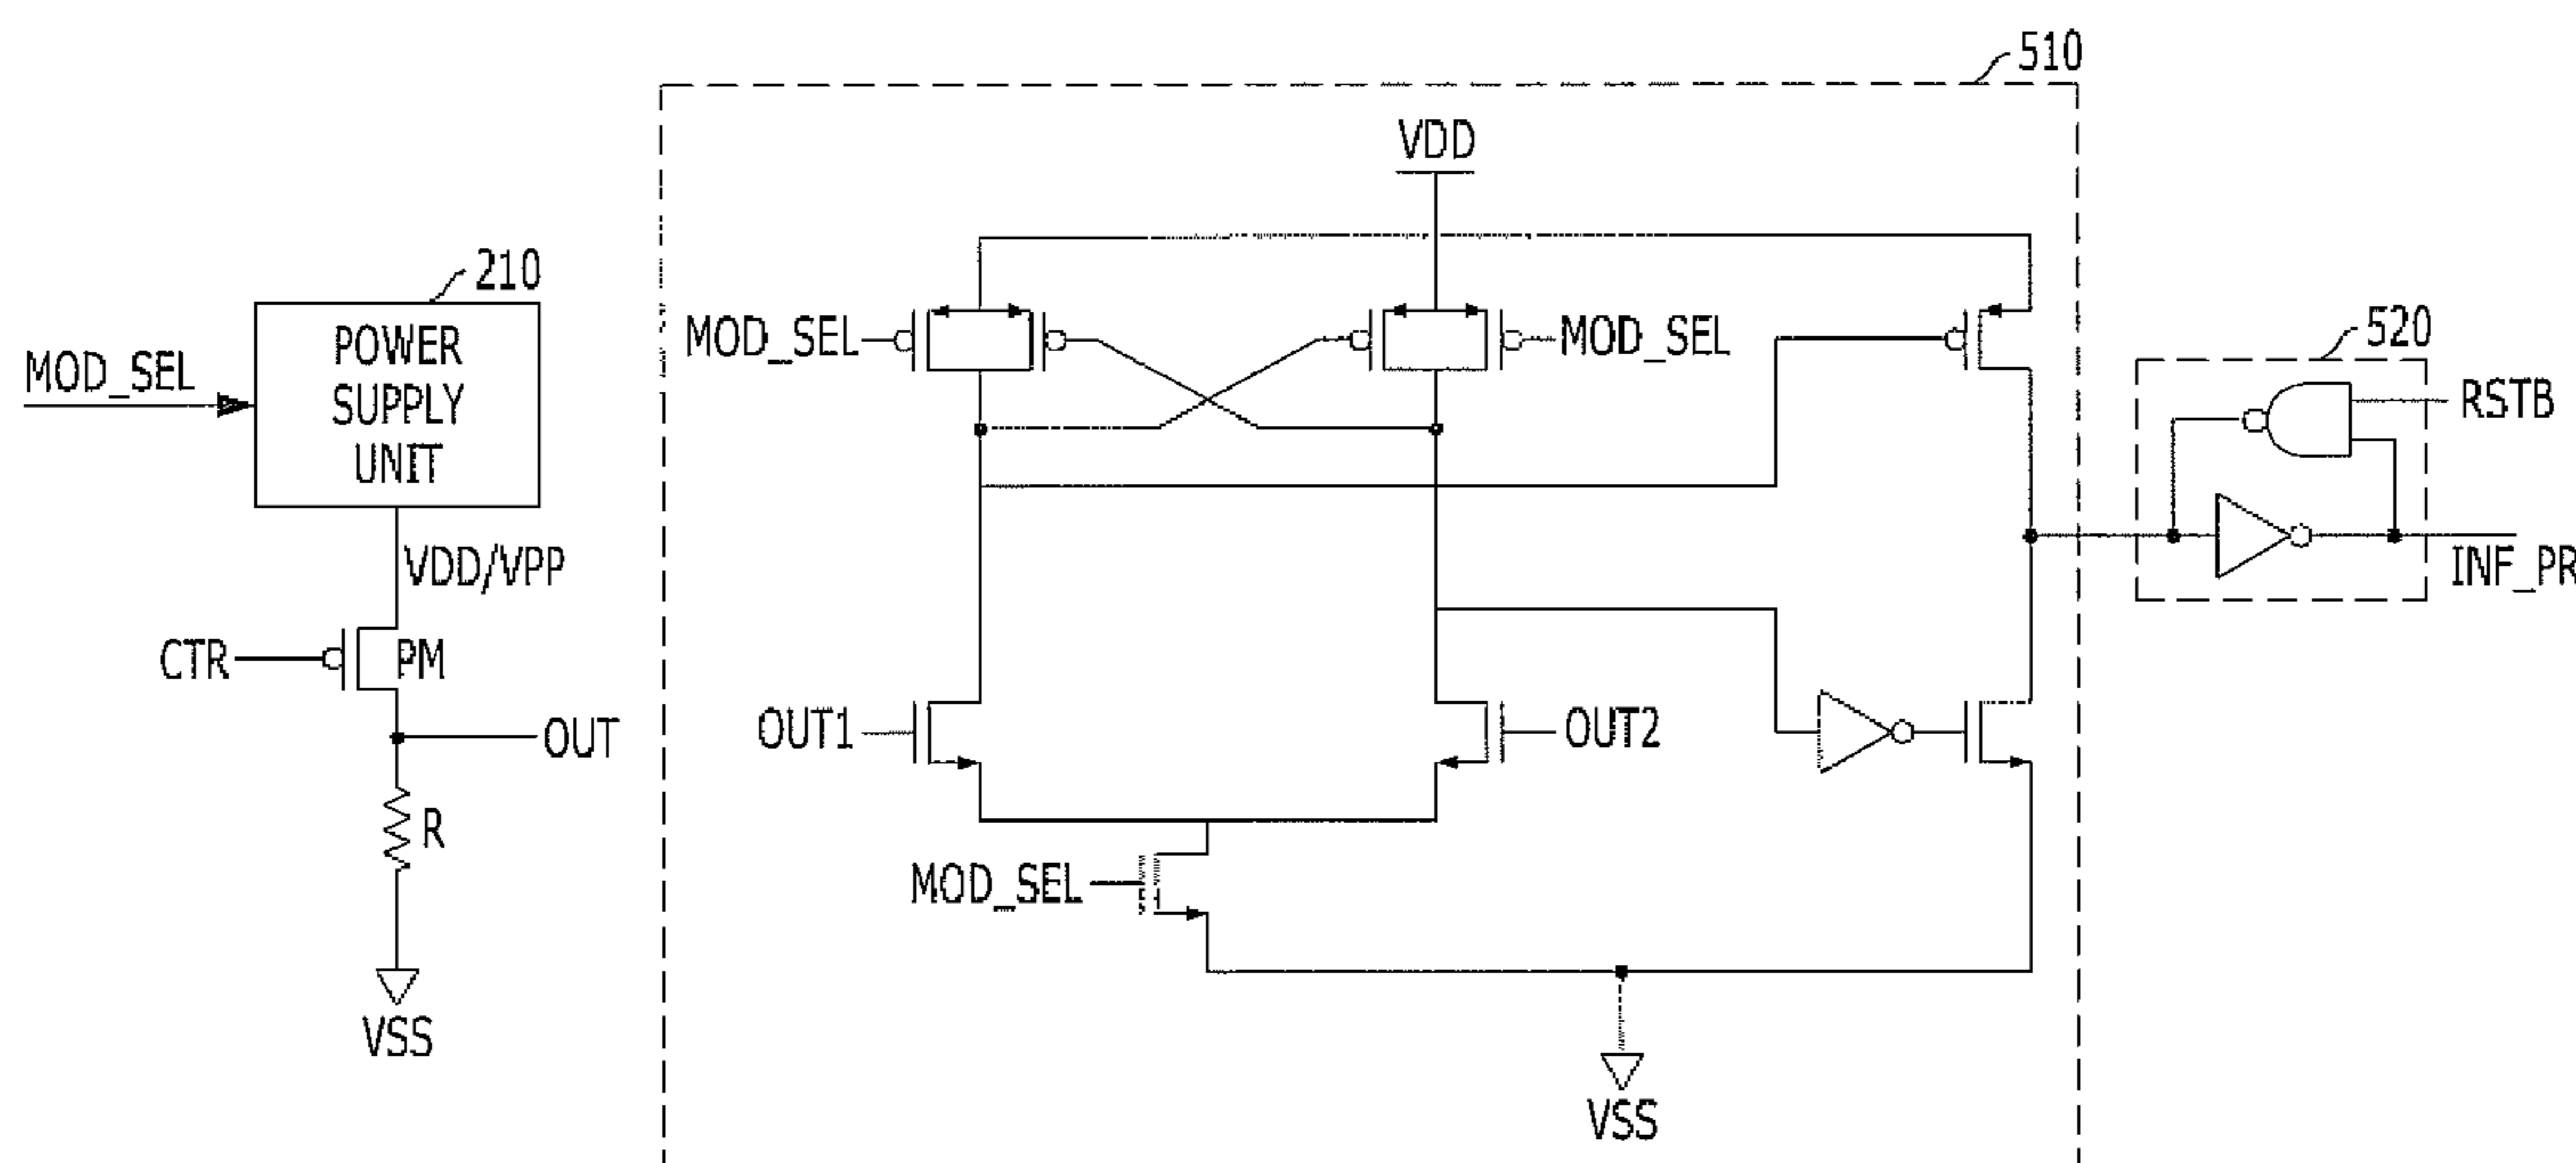 510
VDD
210
POWER
SUPPLY
UNIT
MOD_SEL
MOD_SEL
MOD_SEL
520
RSTB
VDD/VPP
INF_PR
CTR
PM
OUT
OUT1
OUT2
R
MOD_SEL
VSS
VSS